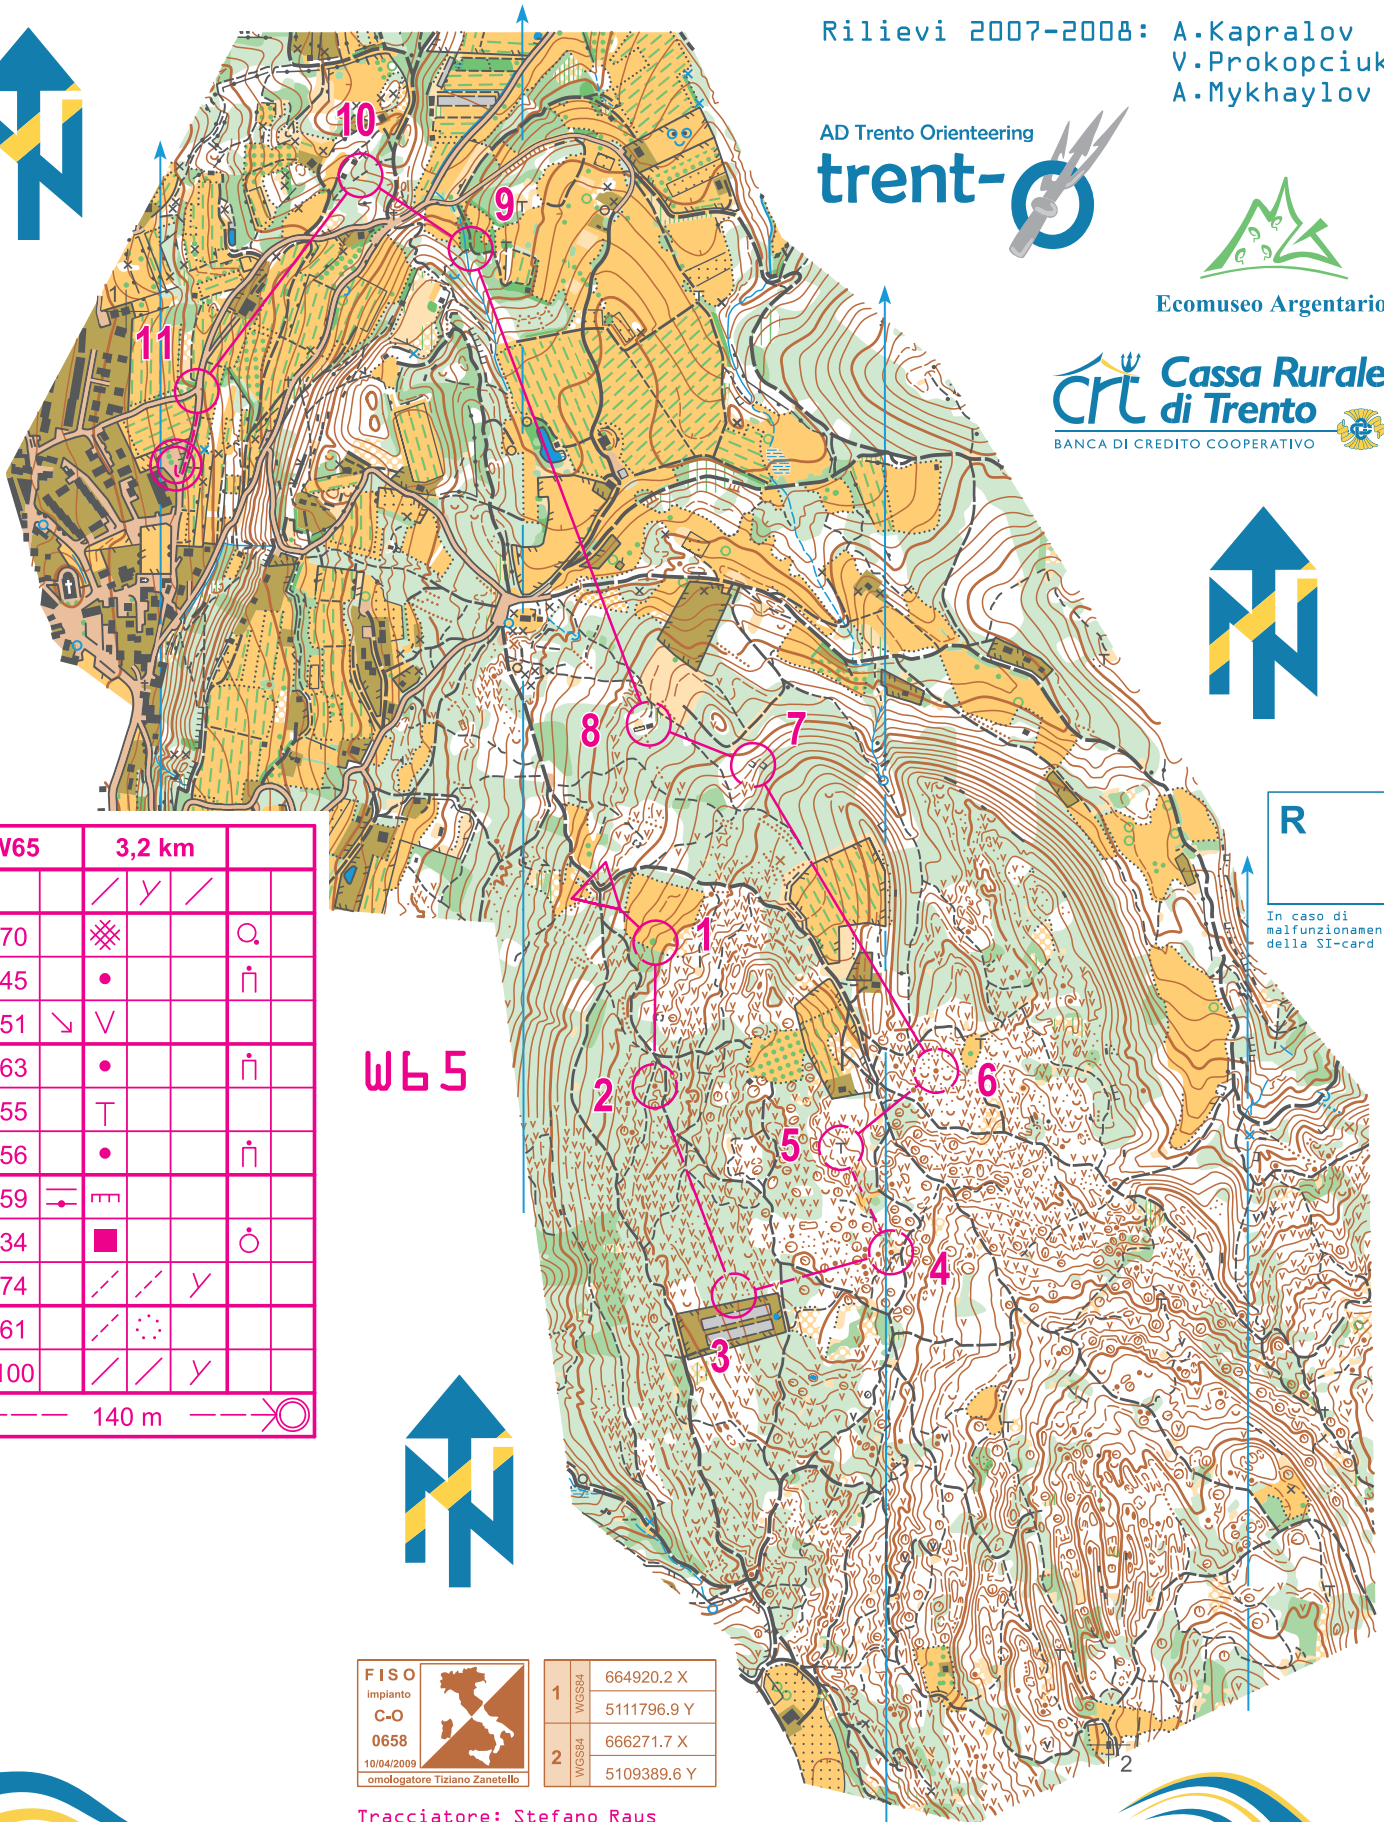 Rilievi 2007-2008: A.Kapralov
V.Prokopciuk
A.Mykhaylov
AD Trento Orienteering
trent-O
Ecomuseo Argentario
crt Cassa Rurale
di Trento
BANCA DI CREDITO COOPERATIVO
10
9
11
8
7
R
In caso di
malfunzionamen
della SI-card
1
2
6
5
4
3
W65 3,2 km
70
45
51
63
55
56
59
34
74
61
100
140 m
W65
FISO
impianto
C-O
0658
10/04/2009
omologatore Tiziano Zanetello
1 WGS84 664920.2 X
5111796.9 Y
2 WGS84 666271.7 X
5109389.6 Y
2
Tracciatore: Stefano Raus